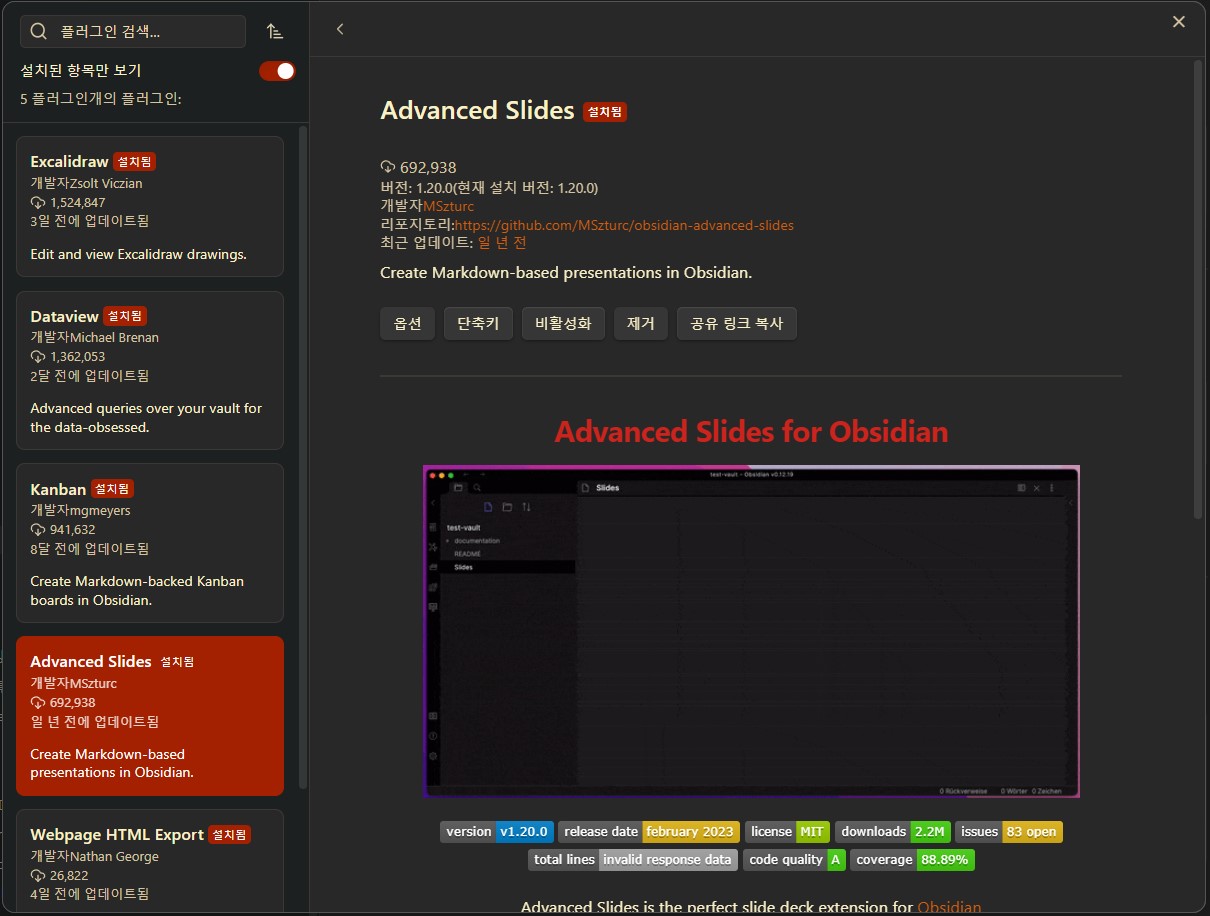 플러그인 검색...
설치된 항목만 보기
5 플러그인개의 플러그인:
Excalidraw 설치됨
개발자Zsolt Viczian
1,524,847
3일 전에 업데이트됨
Edit and view Excalidraw drawings.
Dataview 설치됨
개발자Michael Brenan
1,362,053
2달 전에 업데이트됨
Advanced queries over your vault for
the data-obsessed.
Kanban 설치됨
개발자mgmeyers
941,632
8달 전에 업데이트됨
Create Markdown-backed Kanban
boards in Obsidian.
Advanced Slides 설치됨
개발자MSzturc
692,938
일 년 전에 업데이트됨
Create Markdown-based
presentations in Obsidian.
Webpage HTML Export 설치됨
개발자Nathan George
26,822
4일 전에 업데이트됨
Advanced Slides 설치됨
692,938
버전: 1.20.0(현재 설치 버전: 1.20.0)
개발자MSzturc
리포지토리:https://github.com/MSzturc/obsidian-advanced-slides
최근 업데이트: 일 년 전
Create Markdown-based presentations in Obsidian.
옵션 단축키 비활성화 제거 공유 링크 복사
Advanced Slides for Obsidian
test-vault - Obsidian v0.12.19
Slides
test-vault
documentation
README
Slides
0 Rückverweise 0 Wörter 0 Zeichen
version v1.20.0 release date february 2023 license MIT downloads 2.2M issues 83 open
total lines invalid response data code quality A coverage 88.89%
Advanced Slides is the perfect slide deck extension for Obsidian